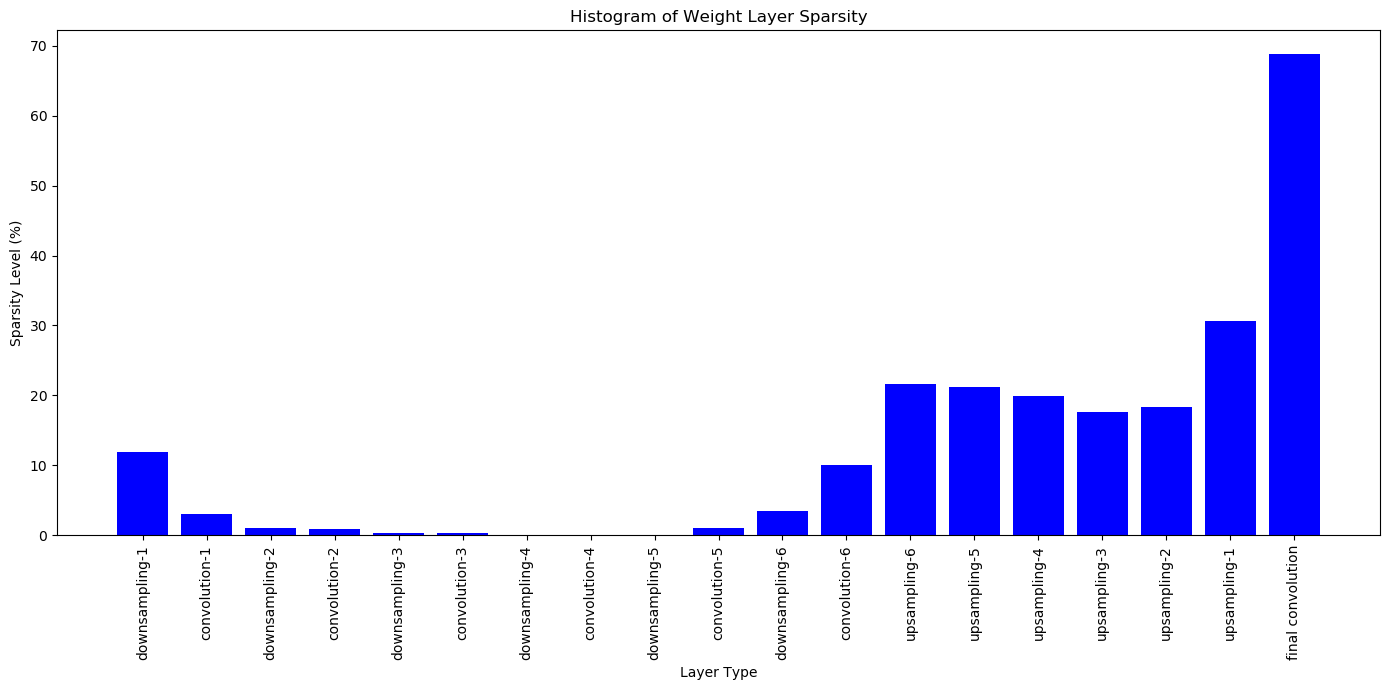 Histogram of Weight Layer Sparsity
Sparsity Level (%)
70
60
50
40
30
20
10
0
downsampling-1
convolution-1
downsampling-2
convolution-2
downsampling-3
convolution-3
downsampling-4
convolution-4
downsampling-5
convolution-5
downsampling-6
convolution-6
upsampling-6
upsampling-5
upsampling-4
upsampling-3
upsampling-2
upsampling-1
final convolution
Layer Type